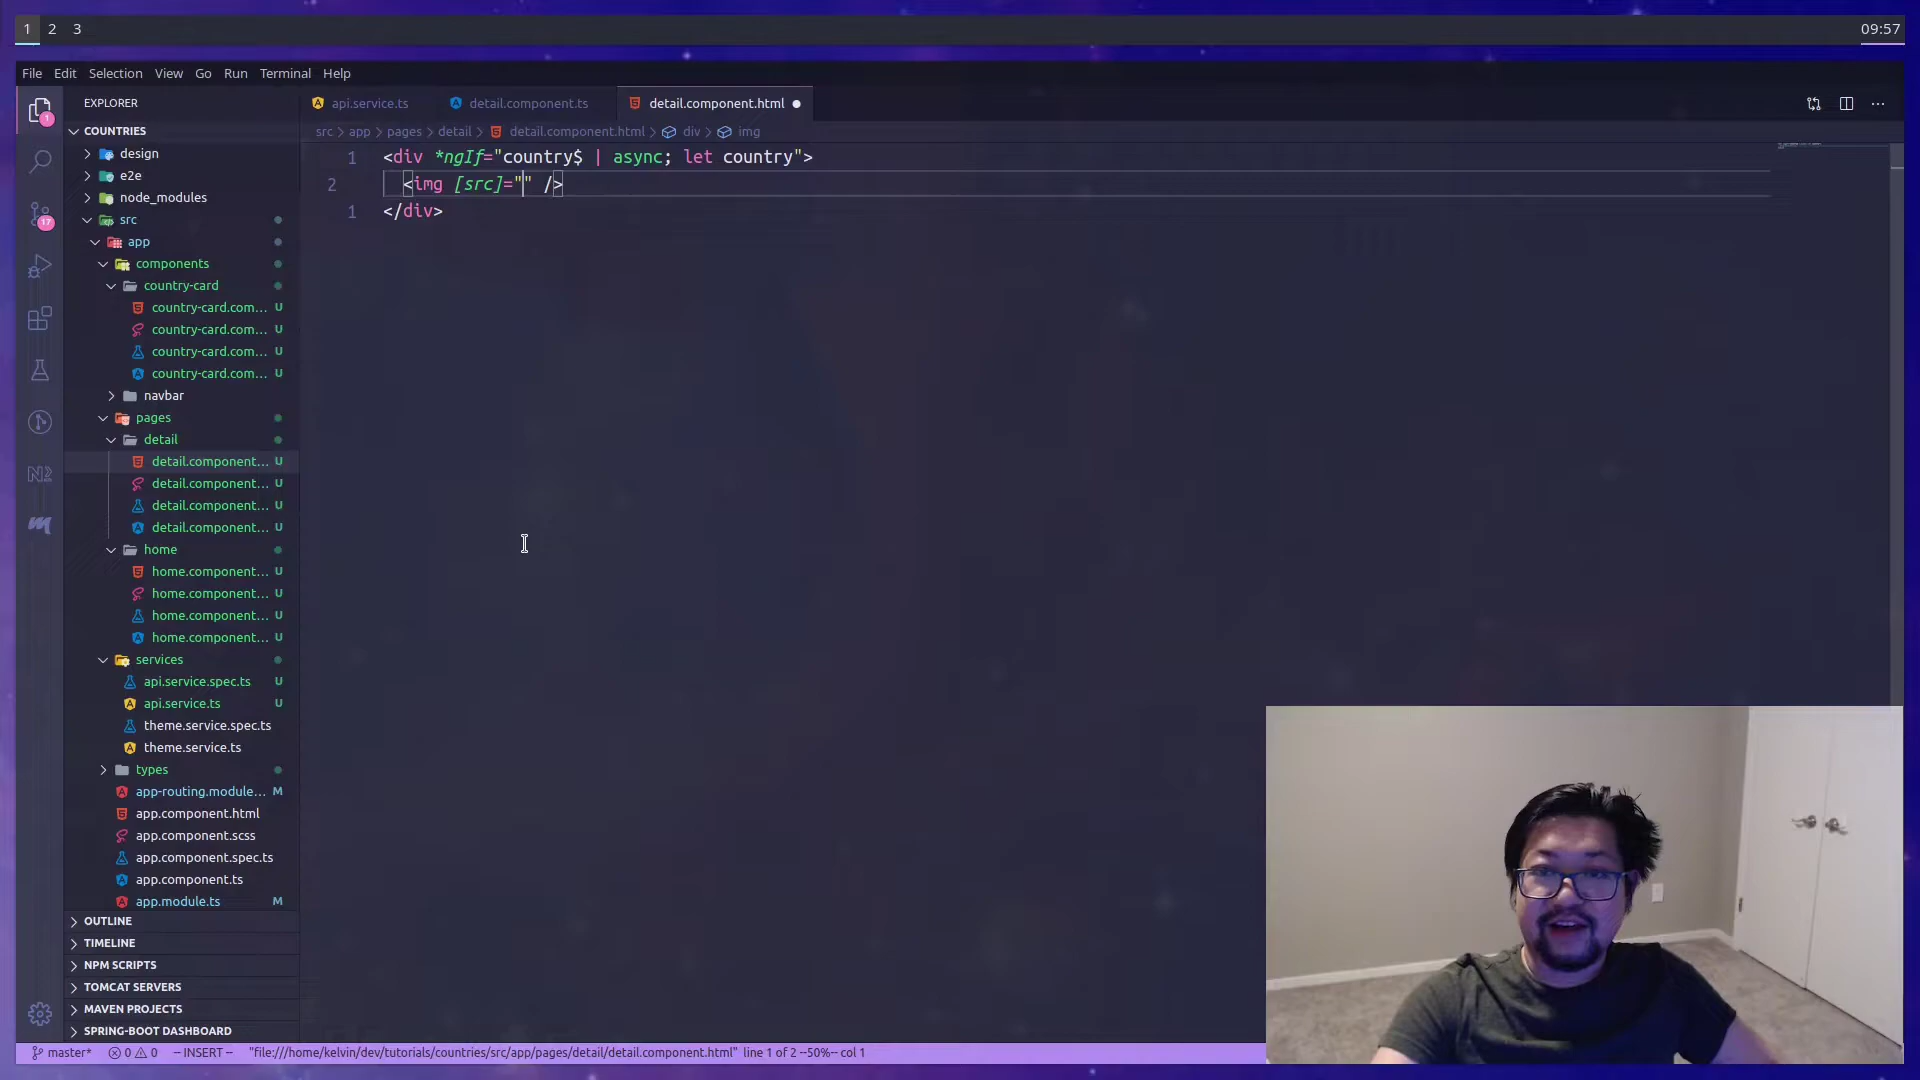 1 2 3
09:57
File Edit Selection View Go Run Terminal Help
EXPLORER
COUNTRIES
design
e2e
node_modules
src
app
components
country-card
country-card.com... U
country-card.com... U
country-card.com... U
country-card.com... U
navbar
pages
detail
detail.component... U
detail.component... U
detail.component... U
detail.component... U
home
home.component... U
home.component... U
home.component... U
home.component... U
services
api.service.spec.ts U
api.service.ts U
theme.service.spec.ts
theme.service.ts
types
app-routing.module... M
app.component.html
app.component.scss
app.component.spec.ts
app.component.ts
app.module.ts M
OUTLINE
TIMELINE
NPM SCRIPTS
TOMCAT SERVERS
MAVEN PROJECTS
SPRING-BOOT DASHBOARD
1
17
N2
m
api.service.ts detail.component.ts detail.component.html
src > app > pages > detail > detail.component.html > div > img
1 <div *ngIf="country$ | async; let country">
2 <img [src]="" />
1 </div>
master* 0 0 -- INSERT -- "file:///home/kelvin/dev/tutorials/countries/src/app/pages/detail/detail.component.html" line 1 of 2 --50%-- col 1